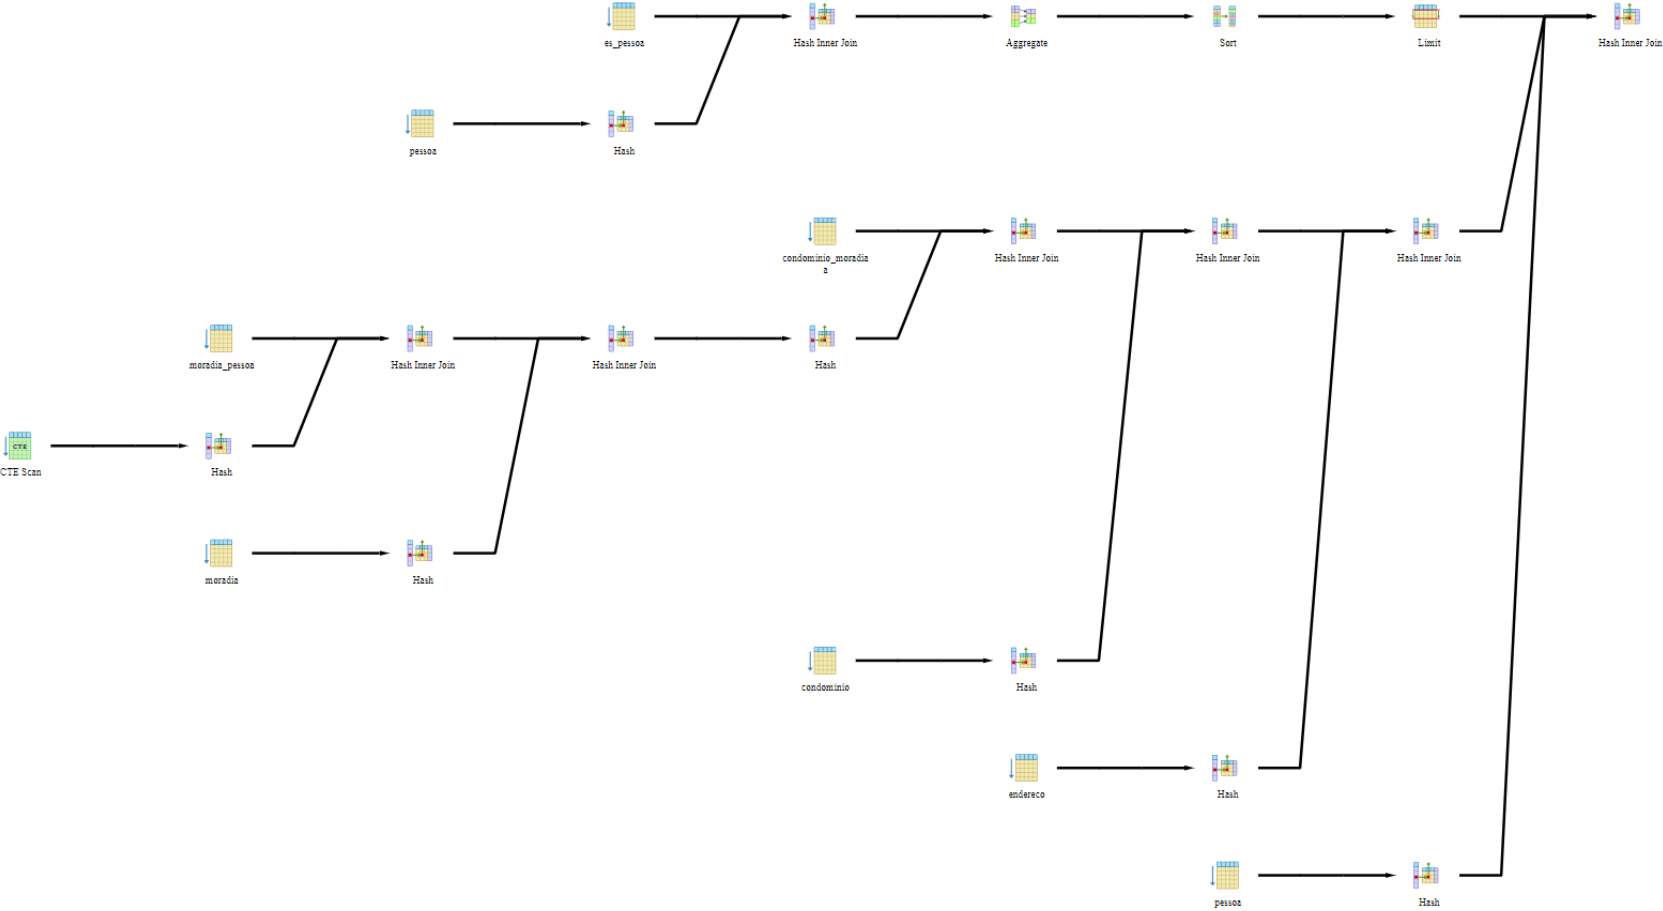 es_pessoa
Hash Inner Join
Aggregate
Sort
Limit
Hash Inner Join
pessoa
Hash
condominio_moradi
a
Hash Inner Join
Hash Inner Join
Hash Inner Join
moradia_pessoa
Hash Inner Join
Hash Inner Join
Hash
CTE
CTE Scan
Hash
moradia
Hash
condominio
Hash
endereco
Hash
pessoa
Hash